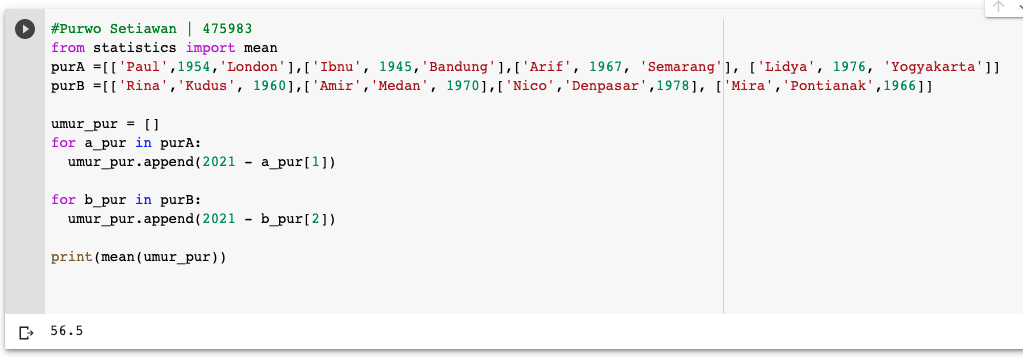 #Purwo Setiawan | 475983
from statistics import mean
purA =[['Paul',1954,'London'],['Ibnu', 1945,'Bandung'],['Arif', 1967, 'Semarang'], ['Lidya', 1976, 'Yogyakarta']]
purB =[['Rina','Kudus', 1960],['Amir','Medan', 1970],['Nico','Denpasar',1978], ['Mira','Pontianak',1966]]
umur_pur = []
for a_pur in purA:
  umur_pur.append(2021 - a_pur[1])
for b_pur in purB:
  umur_pur.append(2021 - b_pur[2])
print(mean(umur_pur))
56.5